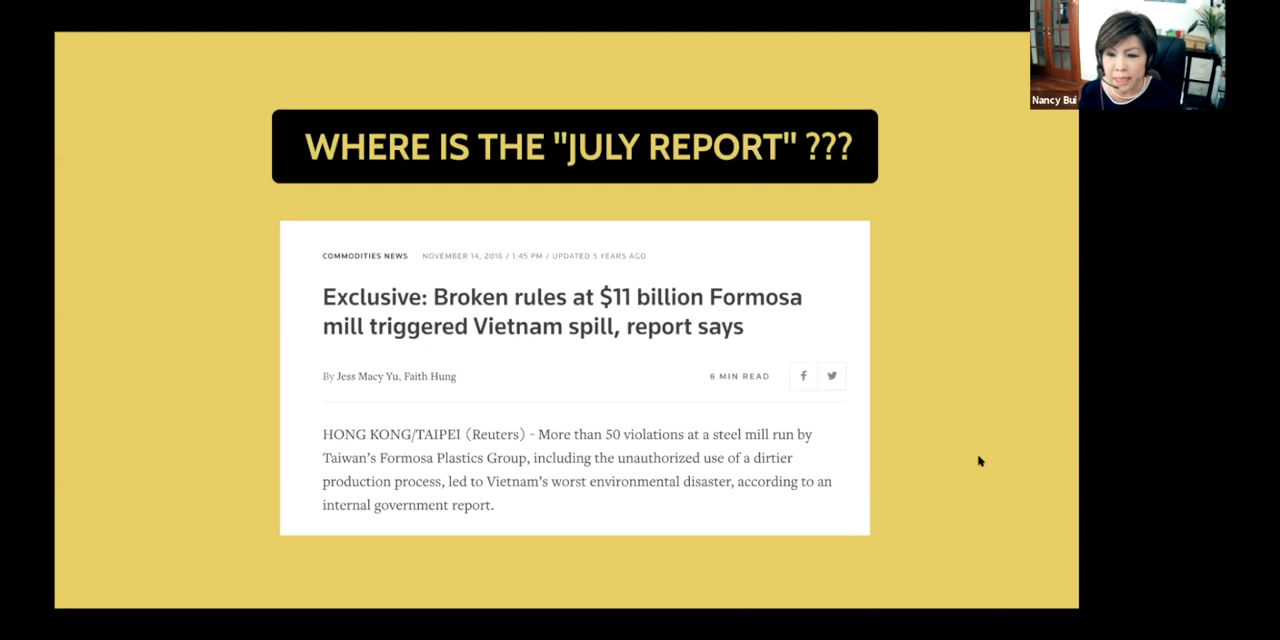 Nancy Bui
WHERE IS THE "JULY REPORT" ???
COMMODITIES NEWS NOVEMBER 14, 2016 / 1:45 PM / UPDATED 5 YEARS AGO
Exclusive: Broken rules at $11 billion Formosa
mill triggered Vietnam spill, report says
By Jess Macy Yu, Faith Hung
6 MIN READ
HONG KONG/TAIPEI (Reuters) - More than 50 violations at a steel mill run by
Taiwan’s Formosa Plastics Group, including the unauthorized use of a dirtier
production process, led to Vietnam’s worst environmental disaster, according to an
internal government report.